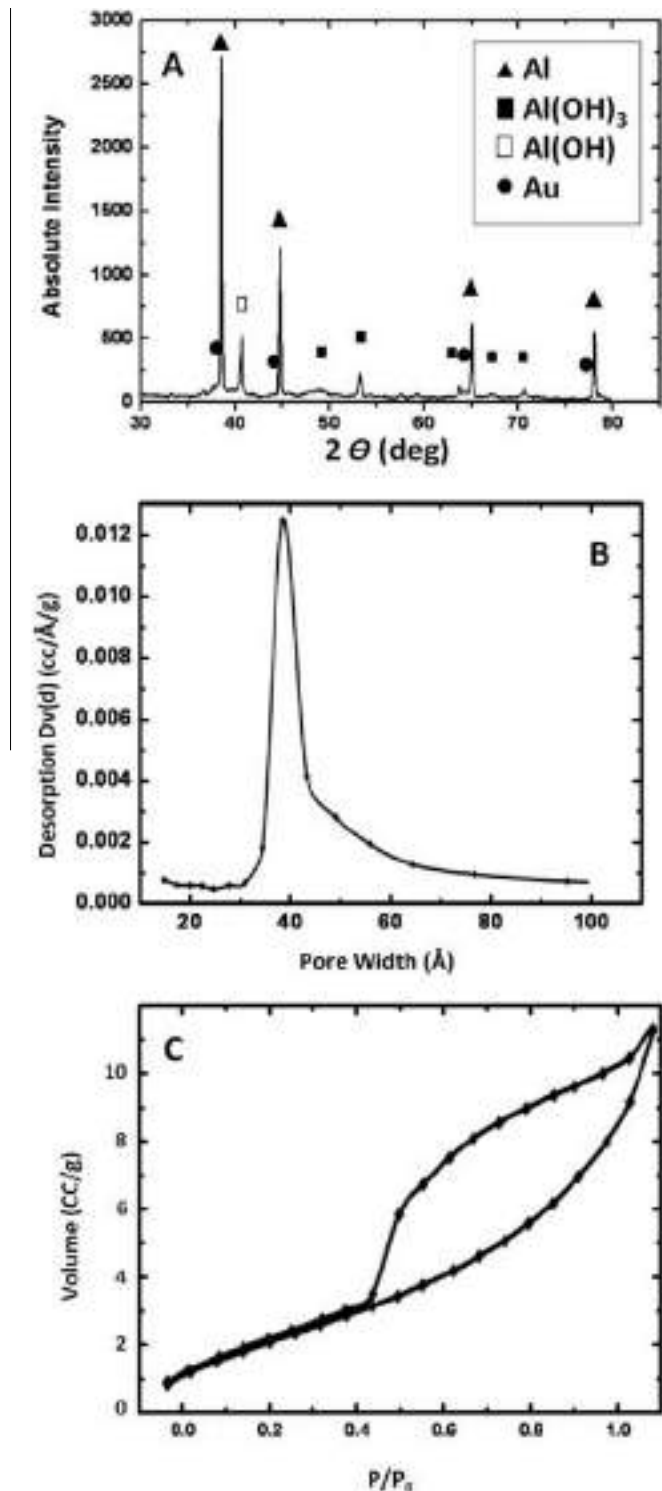 A
▲ Al
■ Al(OH)₃
□ Al(OH)
● Au
Absolute Intensity
3000
2500
2000
1500
1000
500
0
30 40 50 60 70 80
2 Θ (deg)
B
Desorption Dv(d) (cc/Å/g)
0.012
0.010
0.008
0.006
0.004
0.002
0.000
20 40 60 80 100
Pore Width (Å)
C
Volume (CC/g)
10
8
6
4
2
0
0.0 0.2 0.4 0.6 0.8 1.0
P/P₀